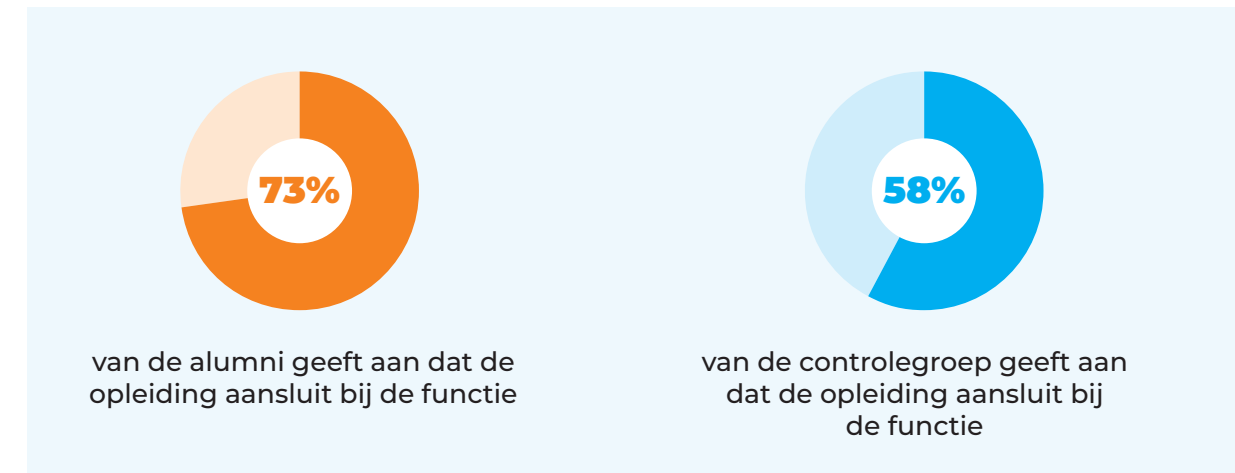 73%
van de alumni geeft aan dat de
opleiding aansluit bij de functie
58%
van de controlegroep geeft aan
dat de opleiding aansluit bij
de functie